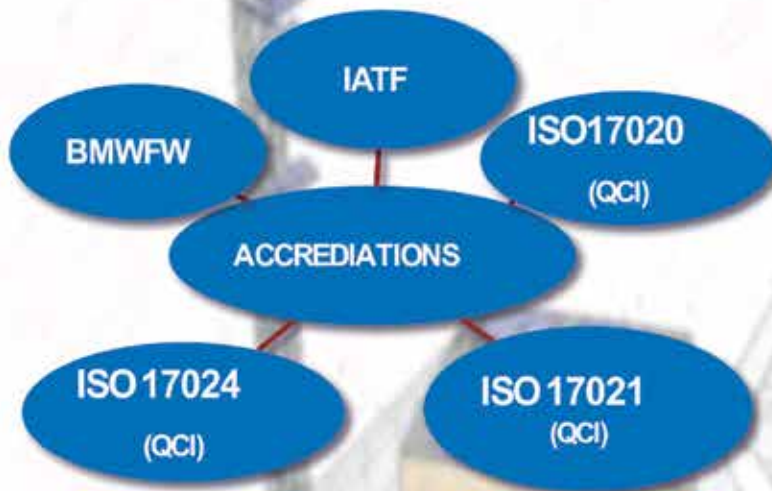 IATF
BMWFW
ISO17020
(QCI)
ACCREDIATIONS
ISO 17024
(QCI)
ISO 17021
(QCI)